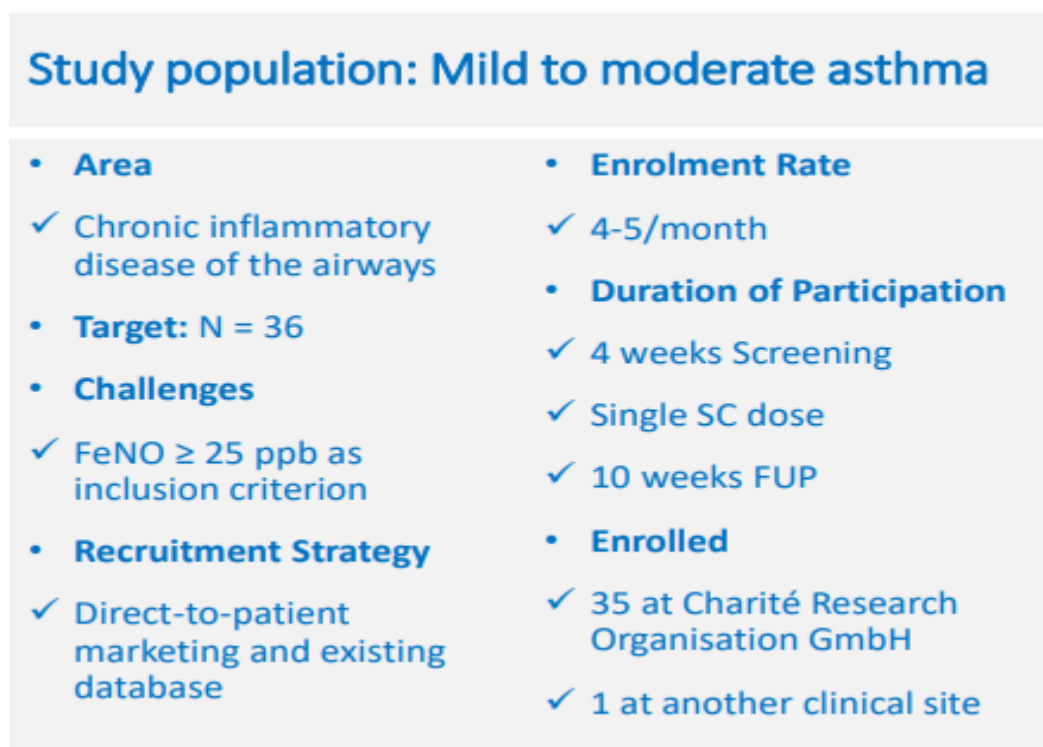 Study population: Mild to moderate asthma
• Area
✓ Chronic inflammatory
disease of the airways
• Target: N = 36
• Challenges
✓ FeNO ≥ 25 ppb as
inclusion criterion
• Recruitment Strategy
✓ Direct-to-patient
marketing and existing
database
• Enrolment Rate
✓ 4-5/month
• Duration of Participation
✓ 4 weeks Screening
✓ Single SC dose
✓ 10 weeks FUP
• Enrolled
✓ 35 at Charité Research
Organisation GmbH
✓ 1 at another clinical site